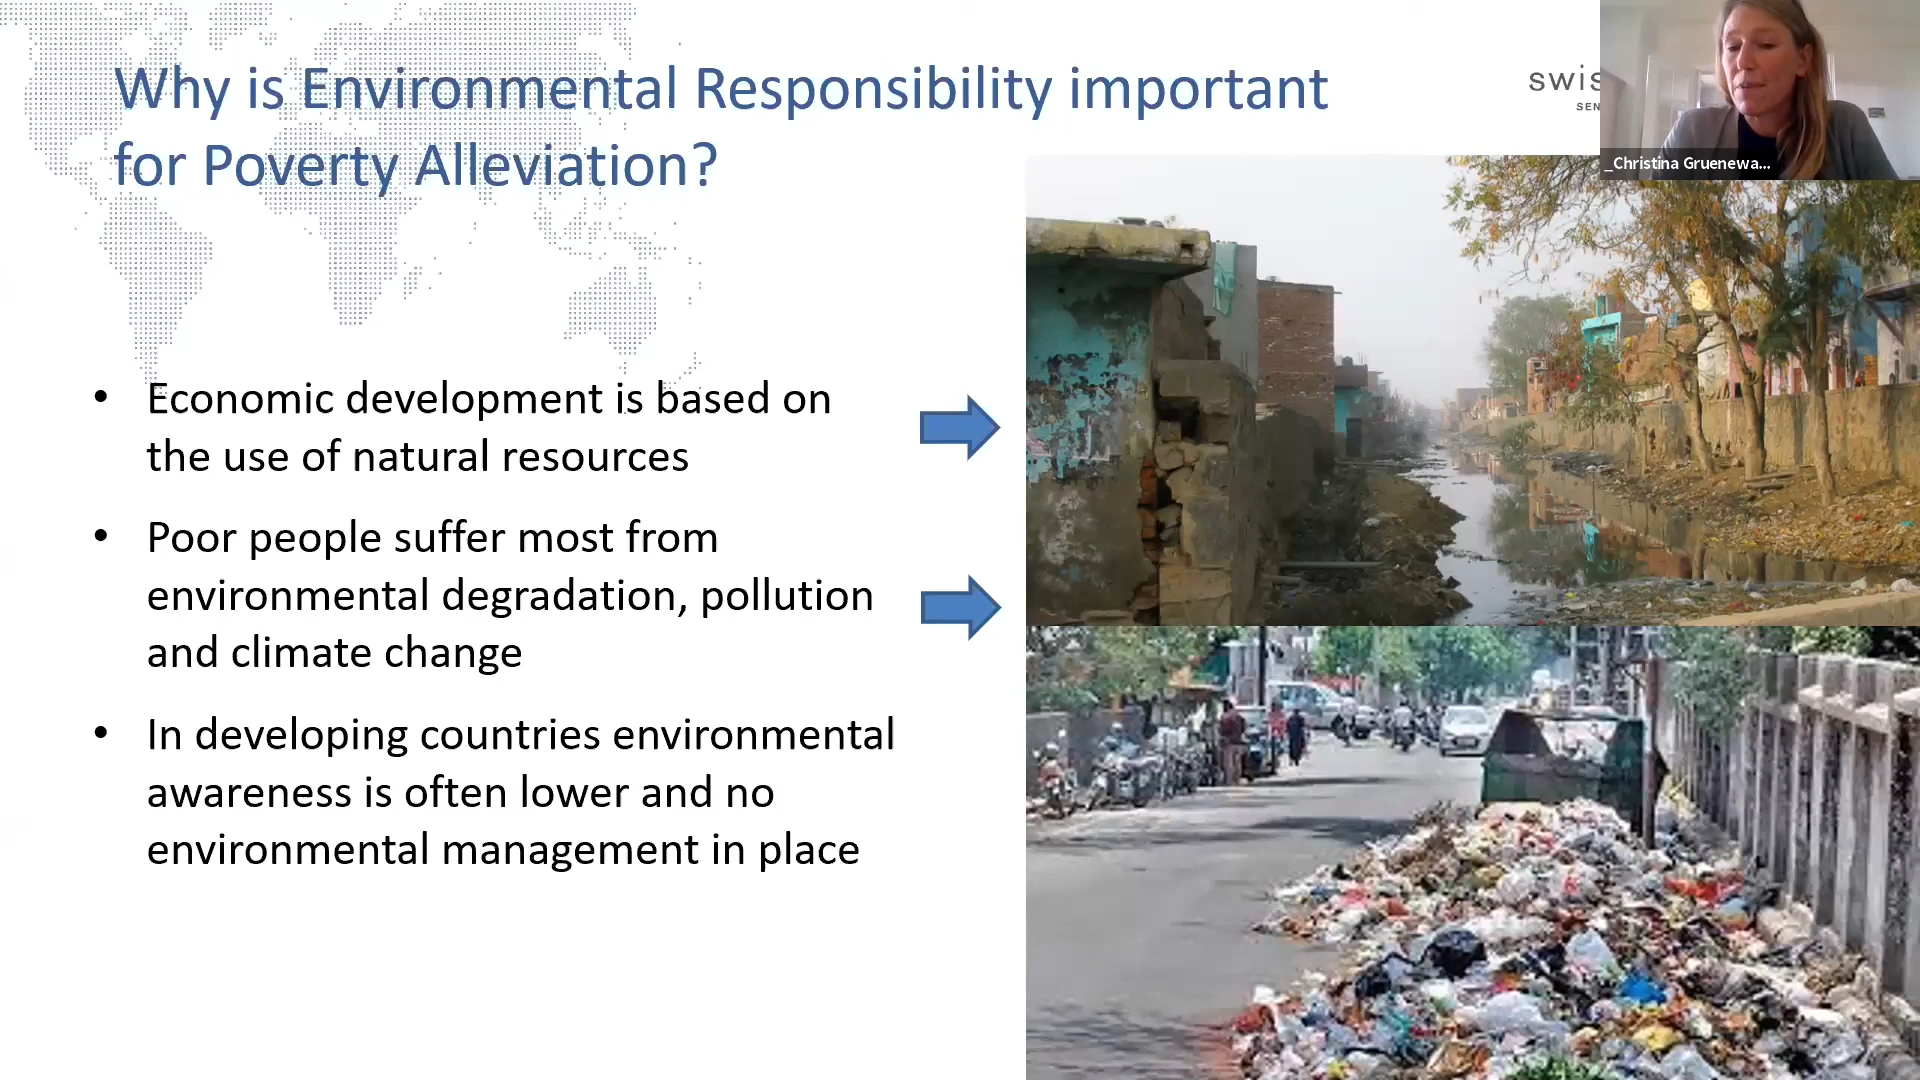 Why is Environmental Responsibility important
for Poverty Alleviation?
swis
SEN
_Christina Gruenewa...
• Economic development is based on
the use of natural resources
• Poor people suffer most from
environmental degradation, pollution
and climate change
• In developing countries environmental
awareness is often lower and no
environmental management in place